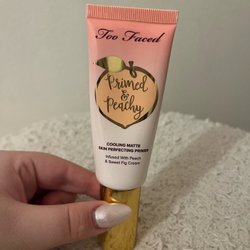 Too Faced
Primed
&
Peachy
COOLING MATTE
SKIN PERFECTING PRIMER
Infused With Peach
& Sweet Fig Cream